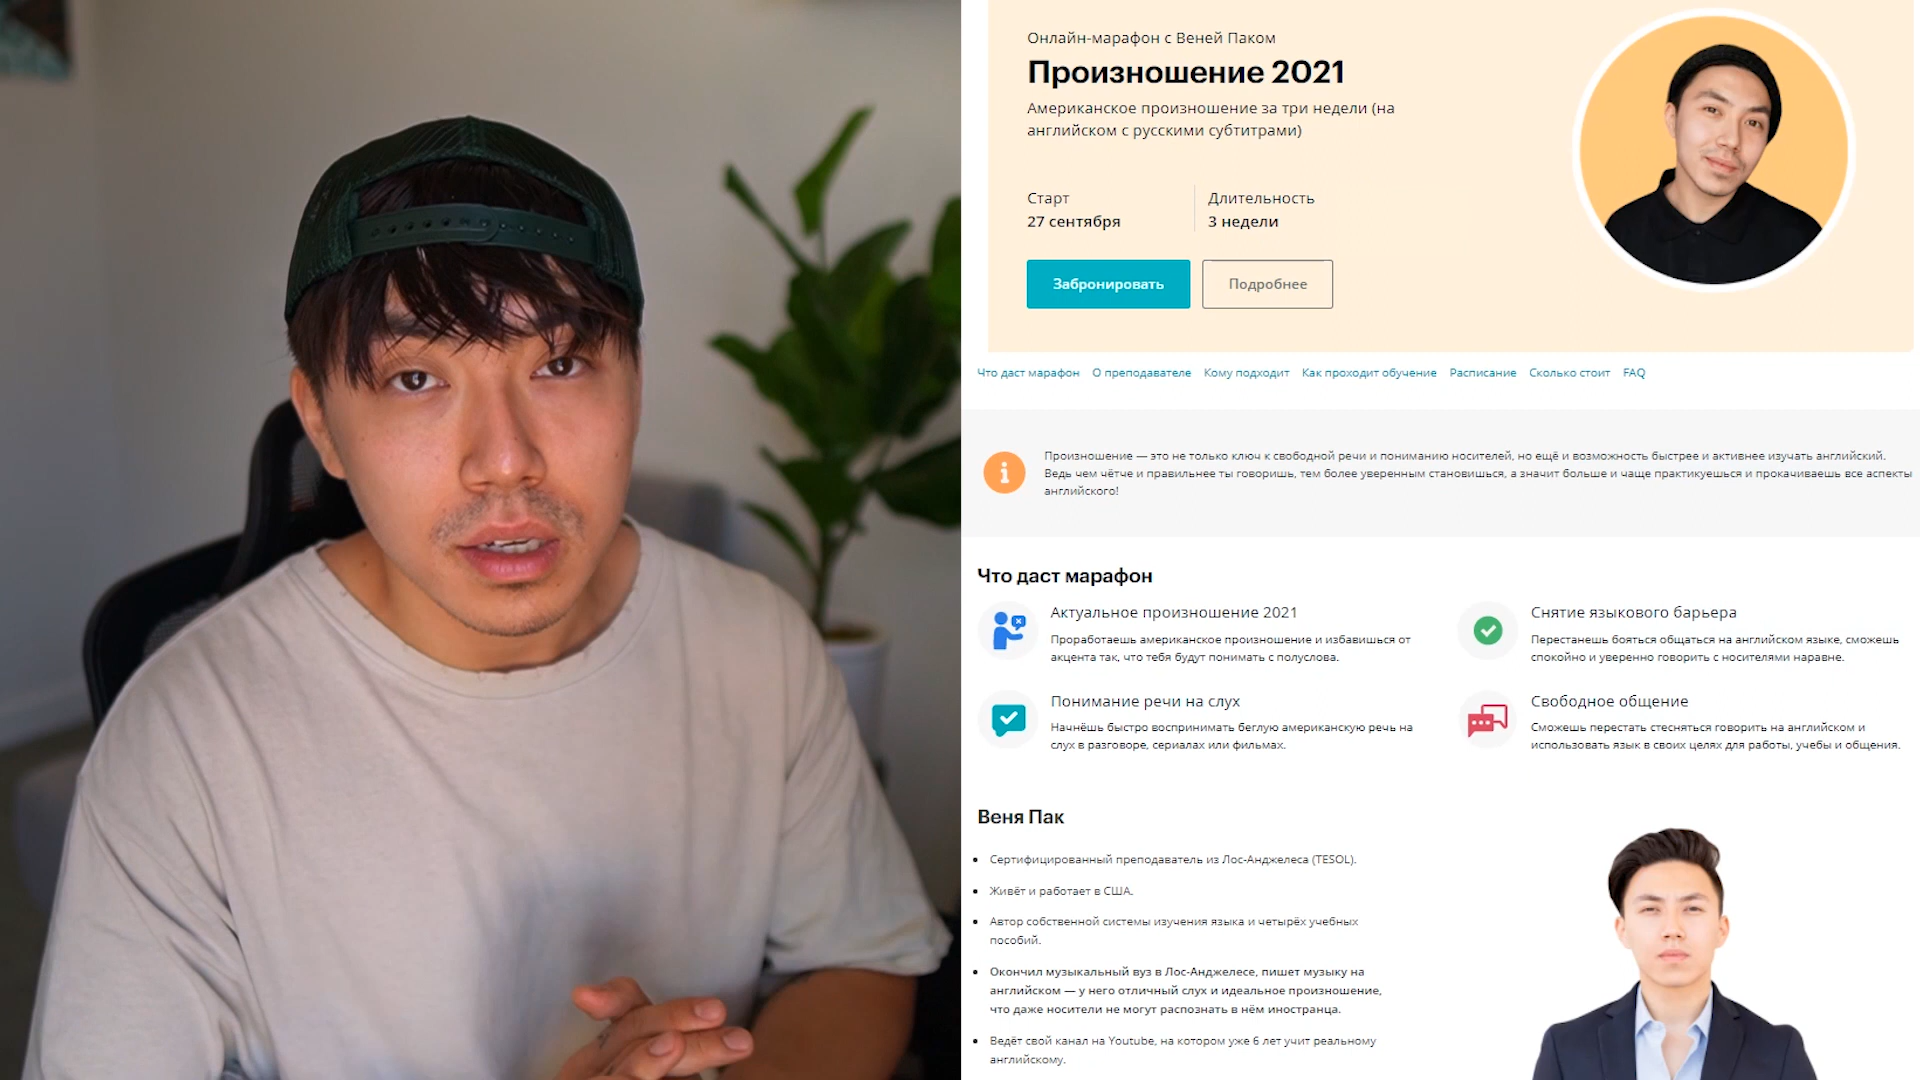 Онлайн-марафон с Веней Паком
Произношение 2021
Американское произношение за три недели (на
английском с русскими субтитрами)
Старт
27 сентября
Длительность
3 недели
Забронировать
Подробнее
Что даст марафон О преподавателе Кому подходит Как проходит обучение Расписание Сколько стоит FAQ
Произношение — это не только ключ к свободной речи и пониманию носителей, но ещё и возможность быстрее и активнее изучать английский.
Ведь чем чётче и правильнее ты говоришь, тем более уверенным становишься, а значит больше и чаще практикуешься и прокачиваешь все аспекты
английского!
Что даст марафон
Актуальное произношение 2021
Проработаешь американское произношение и избавишься от
акцента так, что тебя будут понимать с полуслова.
Снятие языкового барьера
Перестанешь бояться общаться на английском языке, сможешь
спокойно и уверенно говорить с носителями наравне.
Понимание речи на слух
Начнёшь быстро воспринимать беглую американскую речь на
слух в разговоре, сериалах или фильмах.
Свободное общение
Сможешь перестать стесняться говорить на английском и
использовать язык в своих целях для работы, учебы и общения.
Веня Пак
Сертифицированный преподаватель из Лос-Анджелеса (TESOL).
Живёт и работает в США.
Автор собственной системы изучения языка и четырёх учебных
пособий.
Окончил музыкальный вуз в Лос-Анджелесе, пишет музыку на
английском — у него отличный слух и идеальное произношение,
что даже носители не могут распознать в нём иностранца.
Ведёт свой канал на Youtube, на котором уже 6 лет учит реальному
английскому.